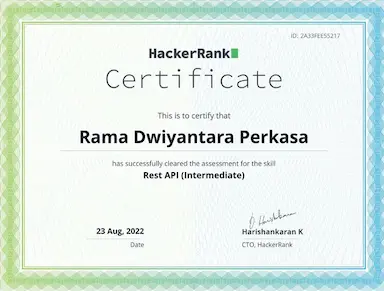 ID: 2A33FEE55217
HackerRank
Certificate
This is to certify that
Rama Dwiyantara Perkasa
has successfully cleared the assessment for the skill
Rest API (Intermediate)
23 Aug, 2022
Date
Harishankaran K
CTO, HackerRank